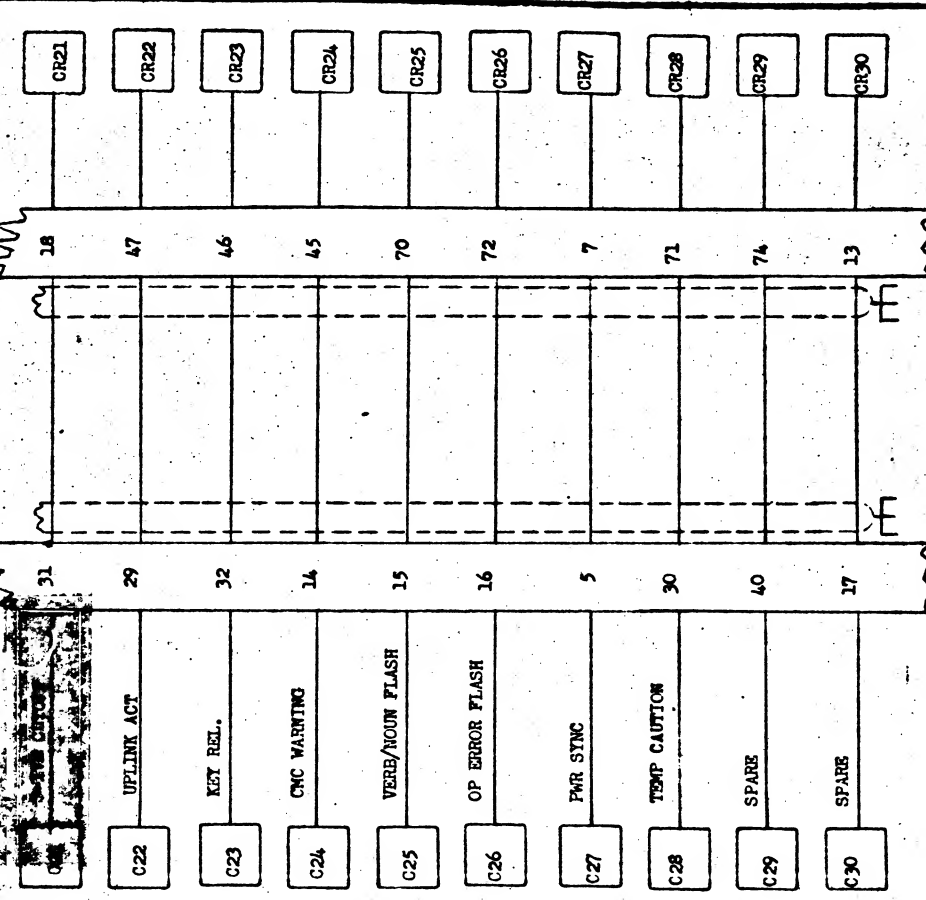 CR21
CR22
CR23
CR24
CR25
CR26
CR27
CR28
CR29
CR30
18
47
46
45
70
72
7
71
74
13
31
29
32
14
15
16
5
30
40
17
UPLINK ACT
KEY REL.
CMC WARNING
VERB/NOUN FLASH
OP ERROR FLASH
PWR SYNC
TEMP CAUTION
SPARE
SPARE
C22
C23
C24
C25
C26
C27
C28
C29
C30